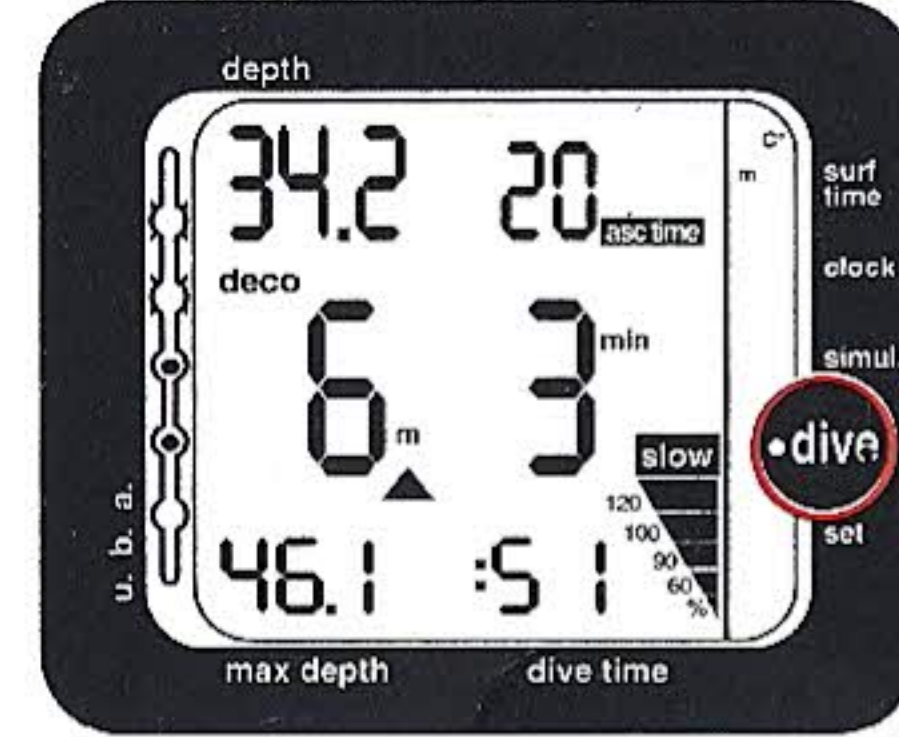 depth
34.2 20 asc time
C°
m
surf
time
deco
clock
6 m 3 min
simul.
slow
•dive
120
100
90
60
%
set
46.1 :51
max depth dive time
u. b. a.